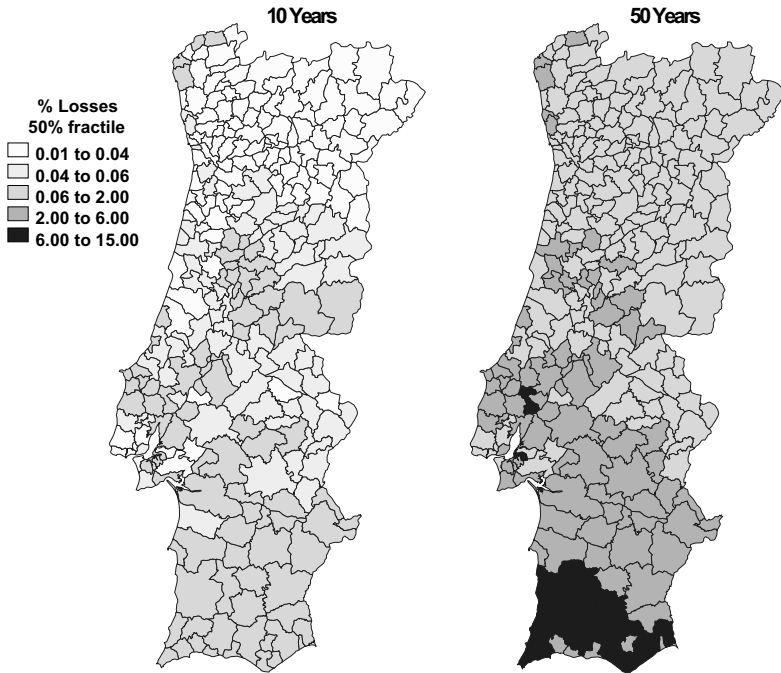 10 Years
50 Years
% Losses
50% fractile
0.01 to 0.04
0.04 to 0.06
0.06 to 2.00
2.00 to 6.00
6.00 to 15.00